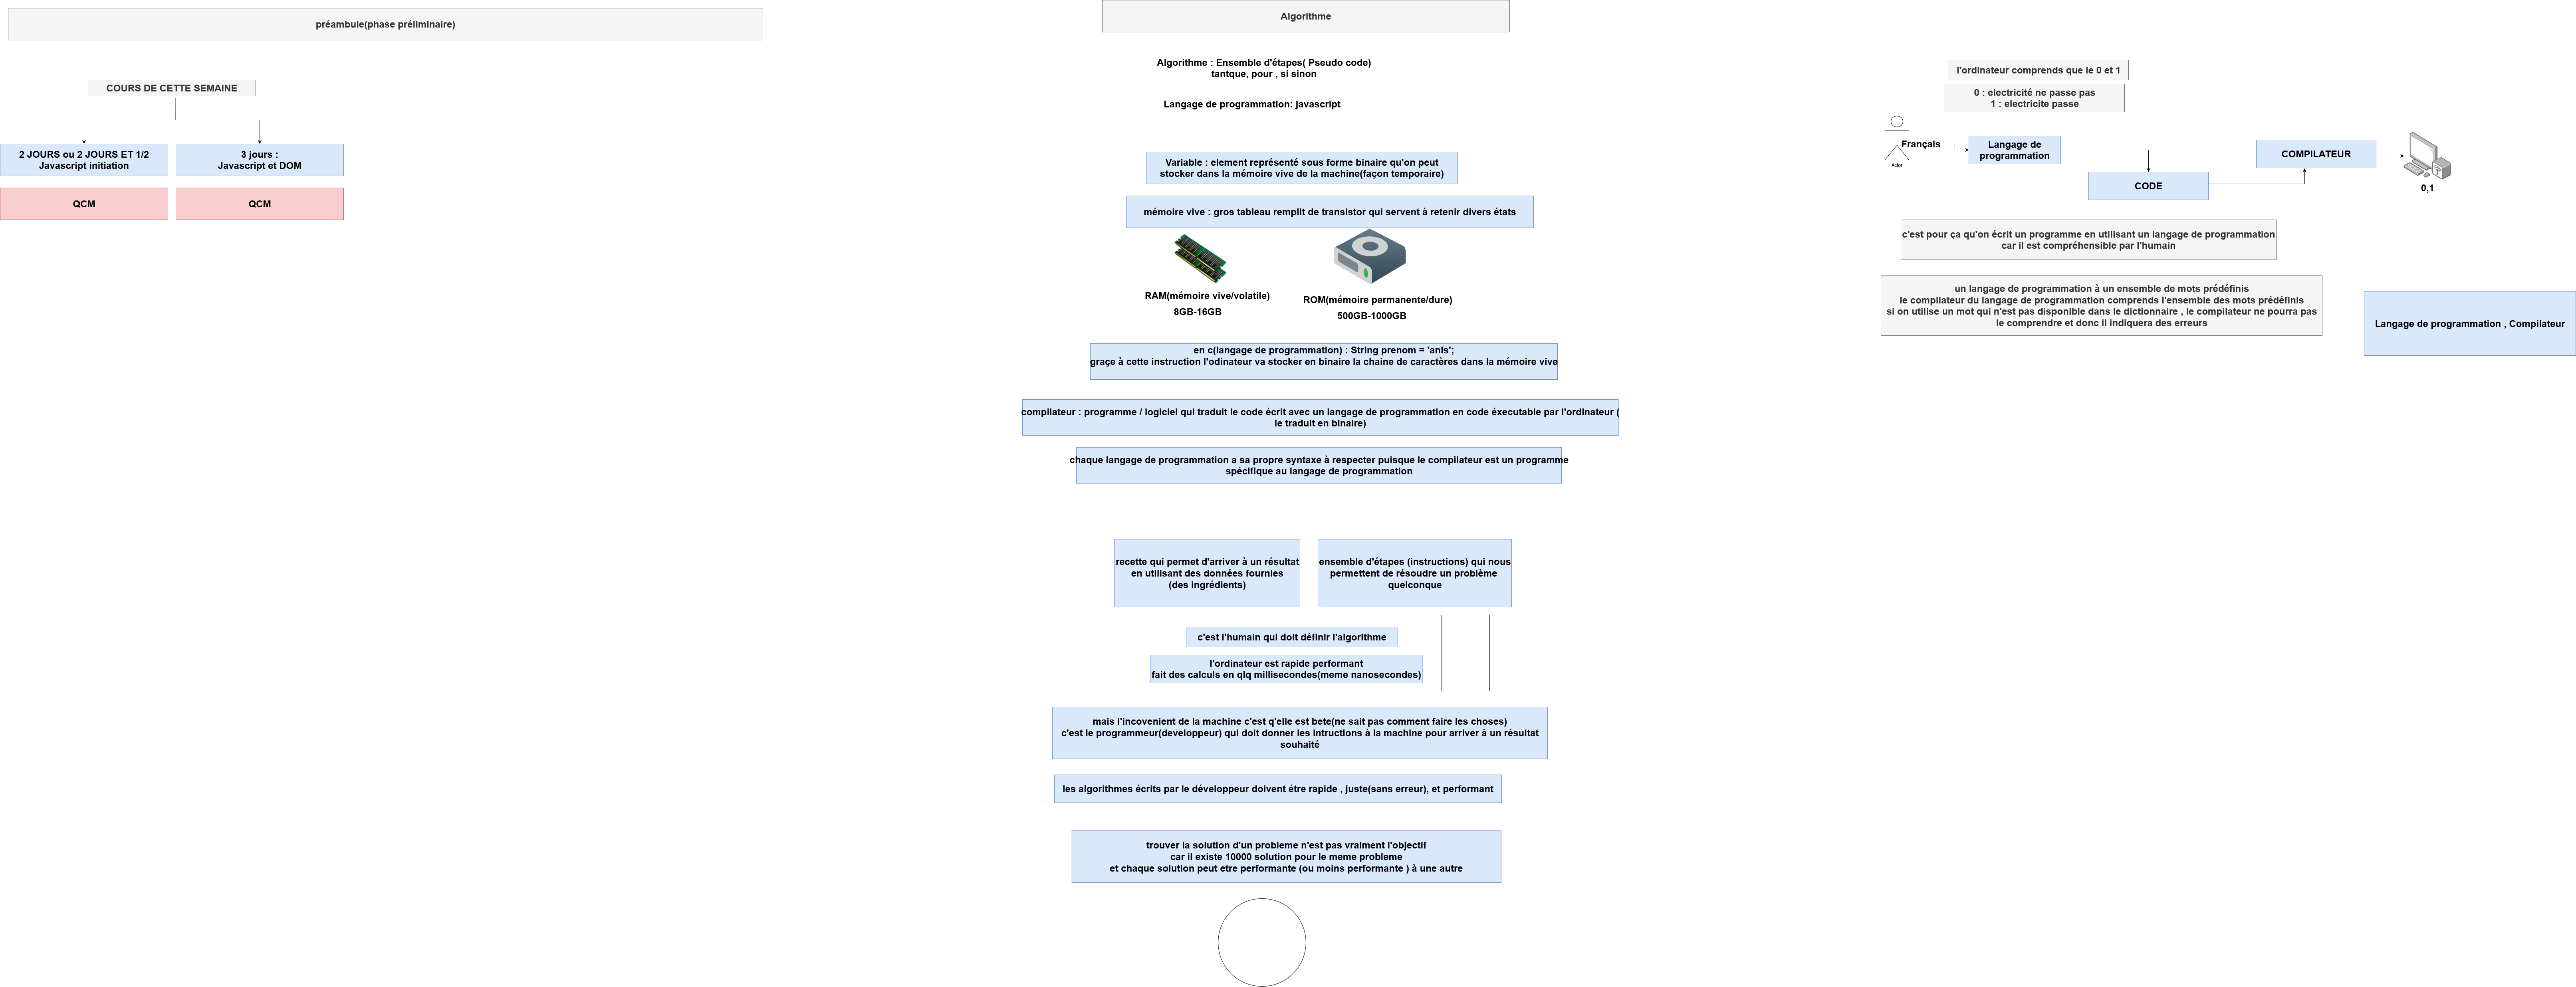 préambule(phase préliminaire)
COURS DE CETTE SEMAINE
2 JOURS ou 2 JOURS ET 1/2
Javascript initiation
3 jours :
Javascript et DOM
QCM
QCM
Algorithme
Algorithme : Ensemble d'étapes( Pseudo code)
tantque, pour , si sinon
Langage de programmation: javascript
Variable : element représenté sous forme binaire qu'on peut
stocker dans la mémoire vive de la machine(façon temporaire)
mémoire vive : gros tableau remplit de transistor qui servent à retenir divers états
RAM(mémoire vive/volatile)
8GB-16GB
ROM(mémoire permanente/dure)
500GB-1000GB
en c(langage de programmation) : String prenom = 'anis';
graçe à cette instruction l'odinateur va stocker en binaire la chaine de caractères dans la mémoire vive
compilateur : programme / logiciel qui traduit le code écrit avec un langage de programmation en code éxecutable par l'ordinateur (
le traduit en binaire)
chaque langage de programmation a sa propre syntaxe à respecter puisque le compilateur est un programme
spécifique au langage de programmation
recette qui permet d'arriver à un résultat
en utilisant des données fournies
(des ingrédients)
ensemble d'étapes (instructions) qui nous
permettent de résoudre un problème
quelconque
c'est l'humain qui doit définir l'algorithme
l'ordinateur est rapide performant
fait des calculs en qlq millisecondes(meme nanosecondes)
mais l'incovenient de la machine c'est q'elle est bete(ne sait pas comment faire les choses)
c'est le programmeur(developpeur) qui doit donner les intructions à la machine pour arriver à un résultat
souhaité
les algorithmes écrits par le développeur doivent étre rapide , juste(sans erreur), et performant
trouver la solution d'un probleme n'est pas vraiment l'objectif
car il existe 10000 solution pour le meme probleme
et chaque solution peut etre performante (ou moins performante ) à une autre
l'ordinateur comprends que le 0 et 1
0 : electricité ne passe pas
1 : electricite passe
Actor
Français
Langage de
programmation
CODE
COMPILATEUR
0,1
c'est pour ça qu'on écrit un programme en utilisant un langage de programmation
car il est compréhensible par l'humain
un langage de programmation à un ensemble de mots prédéfinis
le compilateur du langage de programmation comprends l'ensemble des mots prédéfinis
si on utilise un mot qui n'est pas disponible dans le dictionnaire , le compilateur ne pourra pas
le comprendre et donc il indiquera des erreurs
Langage de programmation , Compilateur